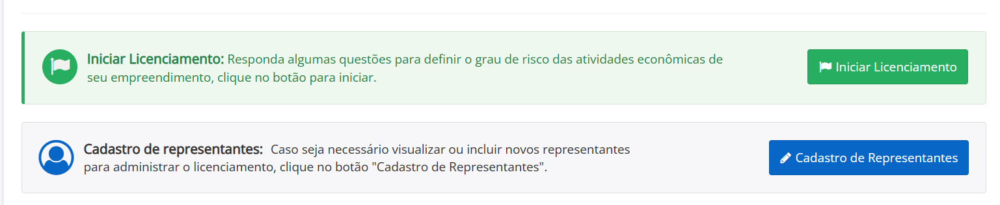 Iniciar Licenciamento: Responda algumas questões para definir o grau de risco das atividades econômicas de
seu empreendimento, clique no botão para iniciar.
Iniciar Licenciamento
Cadastro de representantes: Caso seja necessário visualizar ou incluir novos representantes
para administrar o licenciamento, clique no botão "Cadastro de Representantes".
Cadastro de Representantes